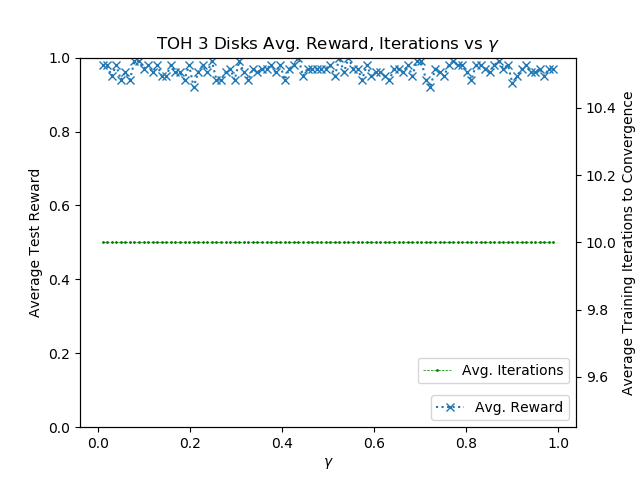 TOH 3 Disks Avg. Reward, Iterations vs γ
1.0
0.8
0.6
0.4
0.2
0.0
Average Test Reward
10.4
10.2
10.0
9.8
9.6
Average Training Iterations to Convergence
Avg. Iterations
Avg. Reward
0.0 0.2 0.4 0.6 0.8 1.0
γ